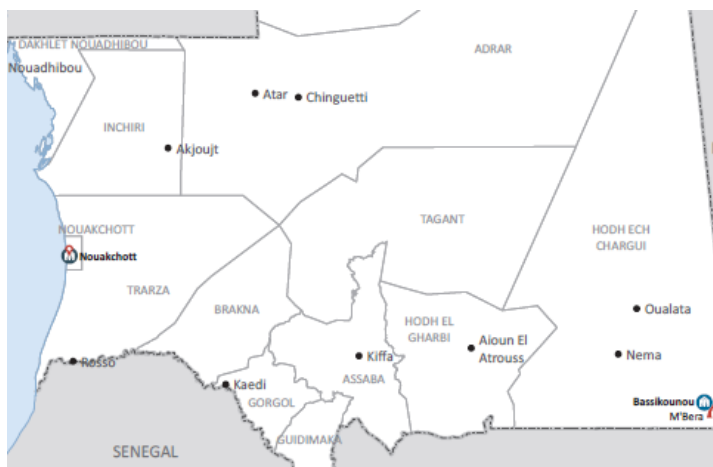 DAKHLET NOUADHIBOU
ADRAR
Nouadhibou
Atar
Chinguetti
INCHIRI
Akjoujt
TAGANT
NOUAKCHOTT
HODH ECH
CHARGUI
Nouakchott
TRARZA
BRAKNA
Oualata
HODH EL
GHARBI
Aioun El
Atrouss
Rosso
Kiffa
Nema
ASSABA
Kaedi
GORGOL
Bassikounou
M'Bera
GUIDIMAKA
SENEGAL